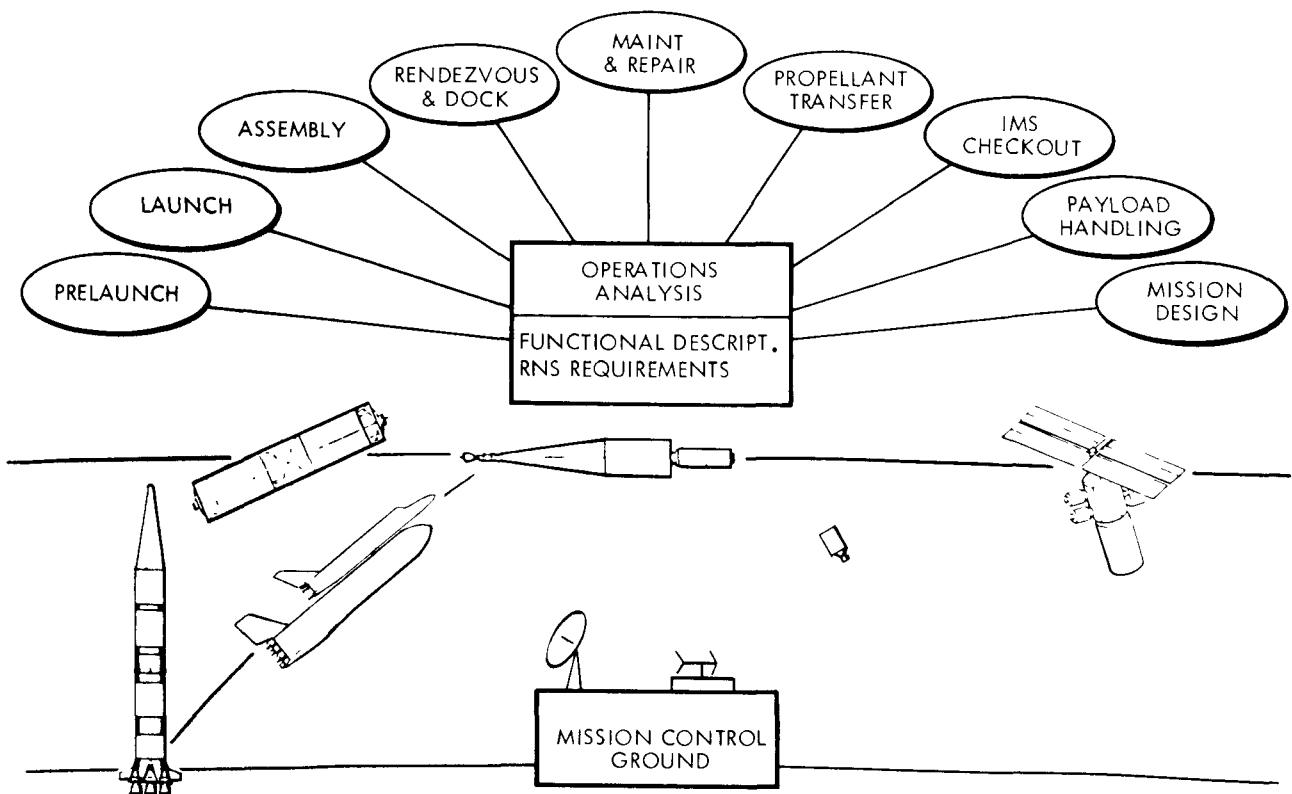 MAINT
& REPAIR
RENDEZVOUS
& DOCK
PROPELLANT
TRANSFER
ASSEMBLY
IMS
CHECKOUT
LAUNCH
PAYLOAD
HANDLING
PRELAUNCH
MISSION
DESIGN
OPERATIONS
ANALYSIS
FUNCTIONAL DESCRIPT.
RNS REQUIREMENTS
MISSION CONTROL
GROUND